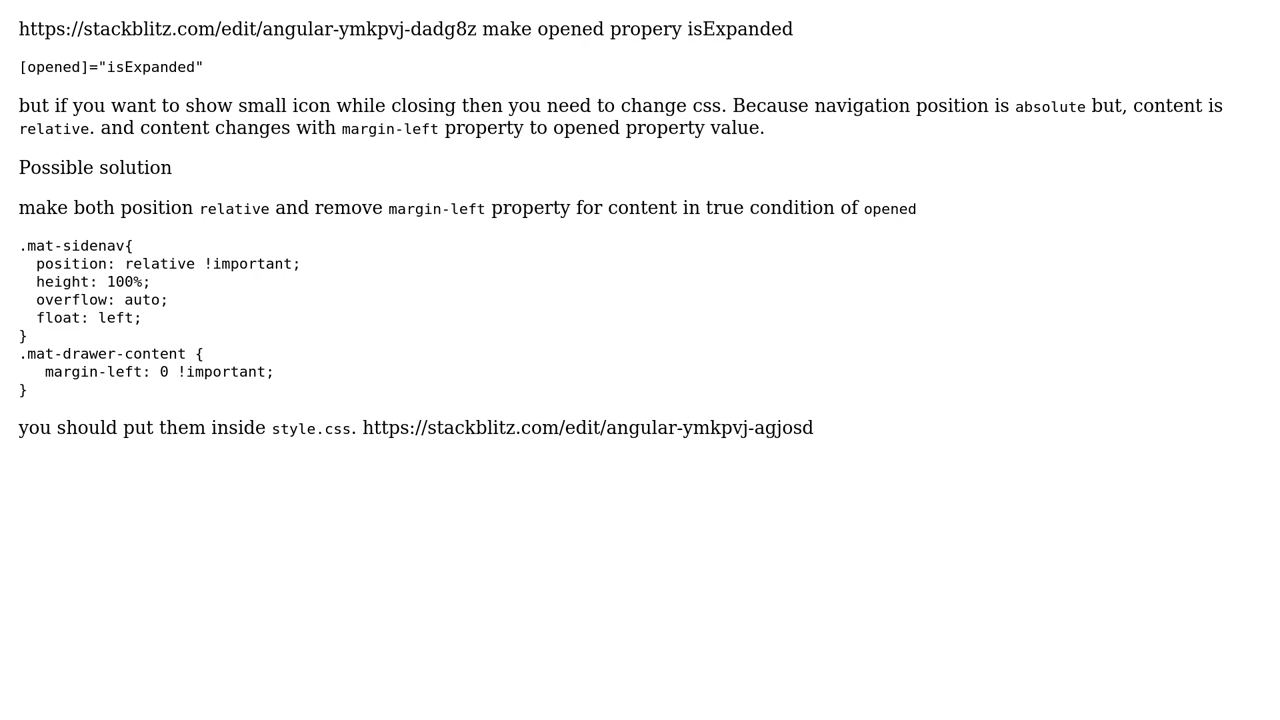 https://stackblitz.com/edit/angular-ymkpvj-dadg8z make opened propery isExpanded
[opened]="isExpanded"
but if you want to show small icon while closing then you need to change css. Because navigation position is absolute but, content is
relative. and content changes with margin-left property to opened property value.
Possible solution
make both position relative and remove margin-left property for content in true condition of opened
.mat-sidenav{
  position: relative !important;
  height: 100%;
  overflow: auto;
  float: left;
}
.mat-drawer-content {
   margin-left: 0 !important;
}
you should put them inside style.css. https://stackblitz.com/edit/angular-ymkpvj-agjosd